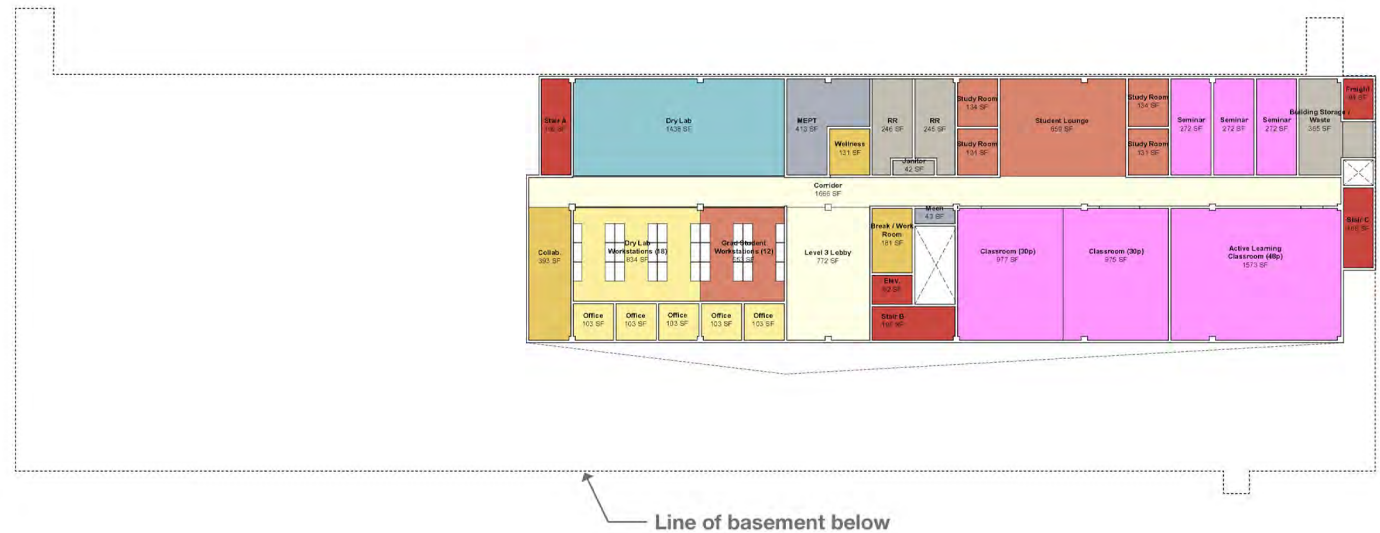 Stair A
Dry Lab
1438 SF
MEPT
413 SF
Wellness
131 SF
RR
246 SF
RR
245 SF
Janitor
42 SF
Study Room
134 SF
Study Room
131 SF
Student Lounge
Study Room
134 SF
Study Room
131 SF
Seminar
272 SF
Seminar
272 SF
Seminar
272 SF
Building Storage /
Waste
385 SF
Freight
Corridor
1665 SF
Collab.
393 SF
Dry Lab
Workstations (18)
834 SF
Grad Student
Workstations (12)
Office
103 SF
Office
103 SF
Office
103 SF
Office
103 SF
Office
103 SF
Level 3 Lobby
772 SF
Break / Work
Room
181 SF
Mech
43 SF
Elev.
Stair B
Classroom (30p)
977 SF
Classroom (30p)
975 SF
Active Learning
Classroom (48p)
1573 SF
Stair C
Line of basement below